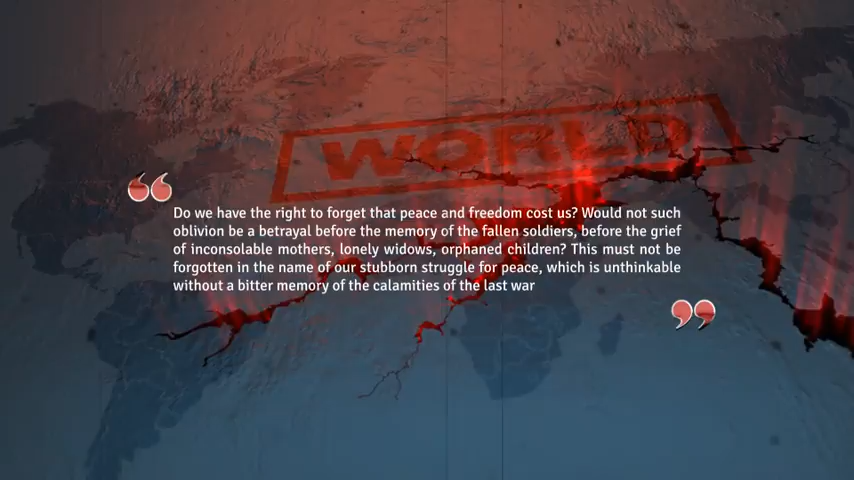 WORLD
Do we have the right to forget that peace and freedom cost us? Would not such
oblivion be a betrayal before the memory of the fallen soldiers, before the grief
of inconsolable mothers, lonely widows, orphaned children? This must not be
forgotten in the name of our stubborn struggle for peace, which is unthinkable
without a bitter memory of the calamities of the last war